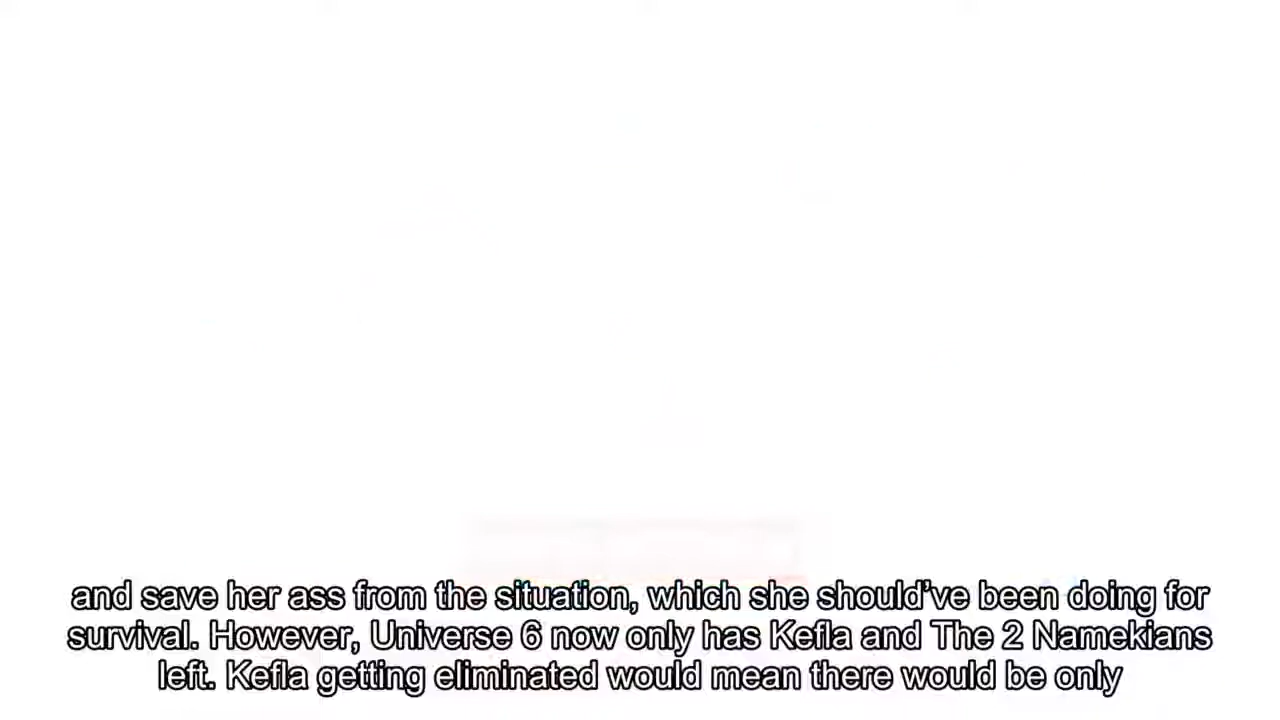 and save her ass from the situation, which she should’ve been doing for
survival. However, Universe 6 now only has Kefla and The 2 Namekians
left. Kefla getting eliminated would mean there would be only